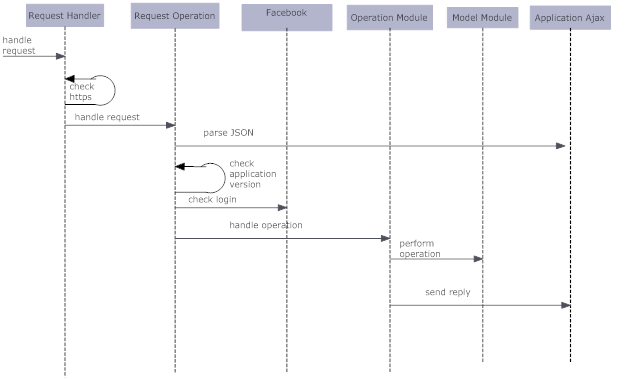 Request Handler
Request Operation
Facebook
Operation Module
Model Module
Application Ajax
handle
request
check
https
handle request
parse JSON
check
application
version
check login
handle operation
perform
operation
send reply